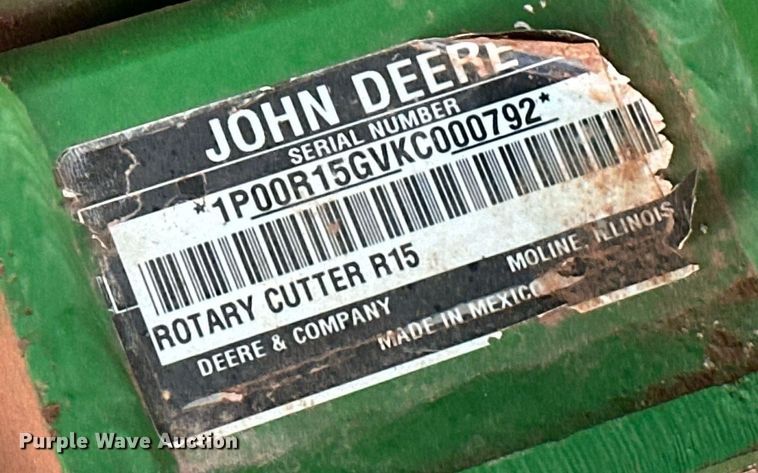 JOHN DEERE
SERIAL NUMBER
*1P00R15GVKC000792*
ROTARY CUTTER R15
DEERE & COMPANY MOLINE, ILLINOIS
MADE IN MEXICO
Purple Wave Auction